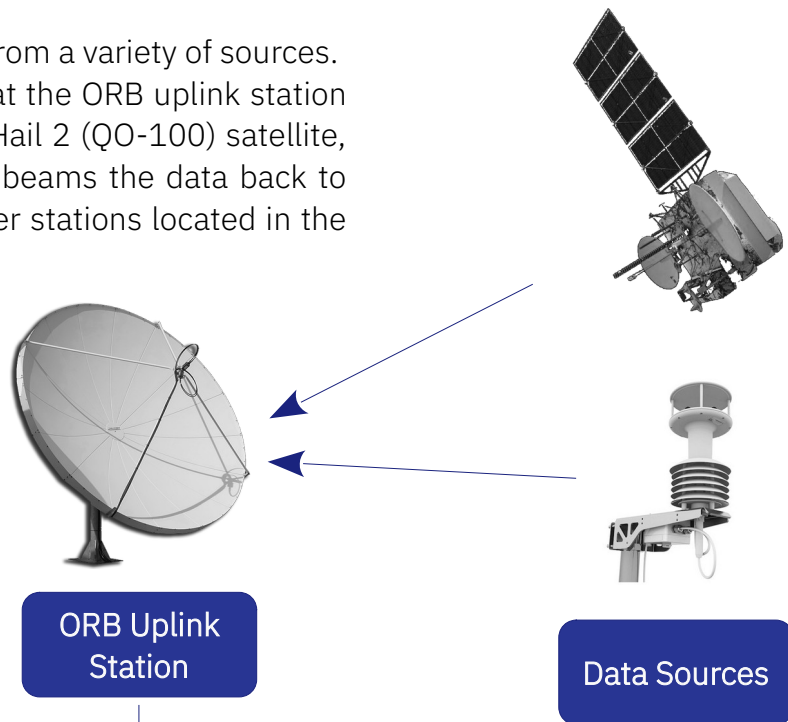 rom a variety of sources.
at the ORB uplink station
Hail 2 (QO-100) satellite,
beams the data back to
er stations located in the
ORB Uplink
Station
Data Sources